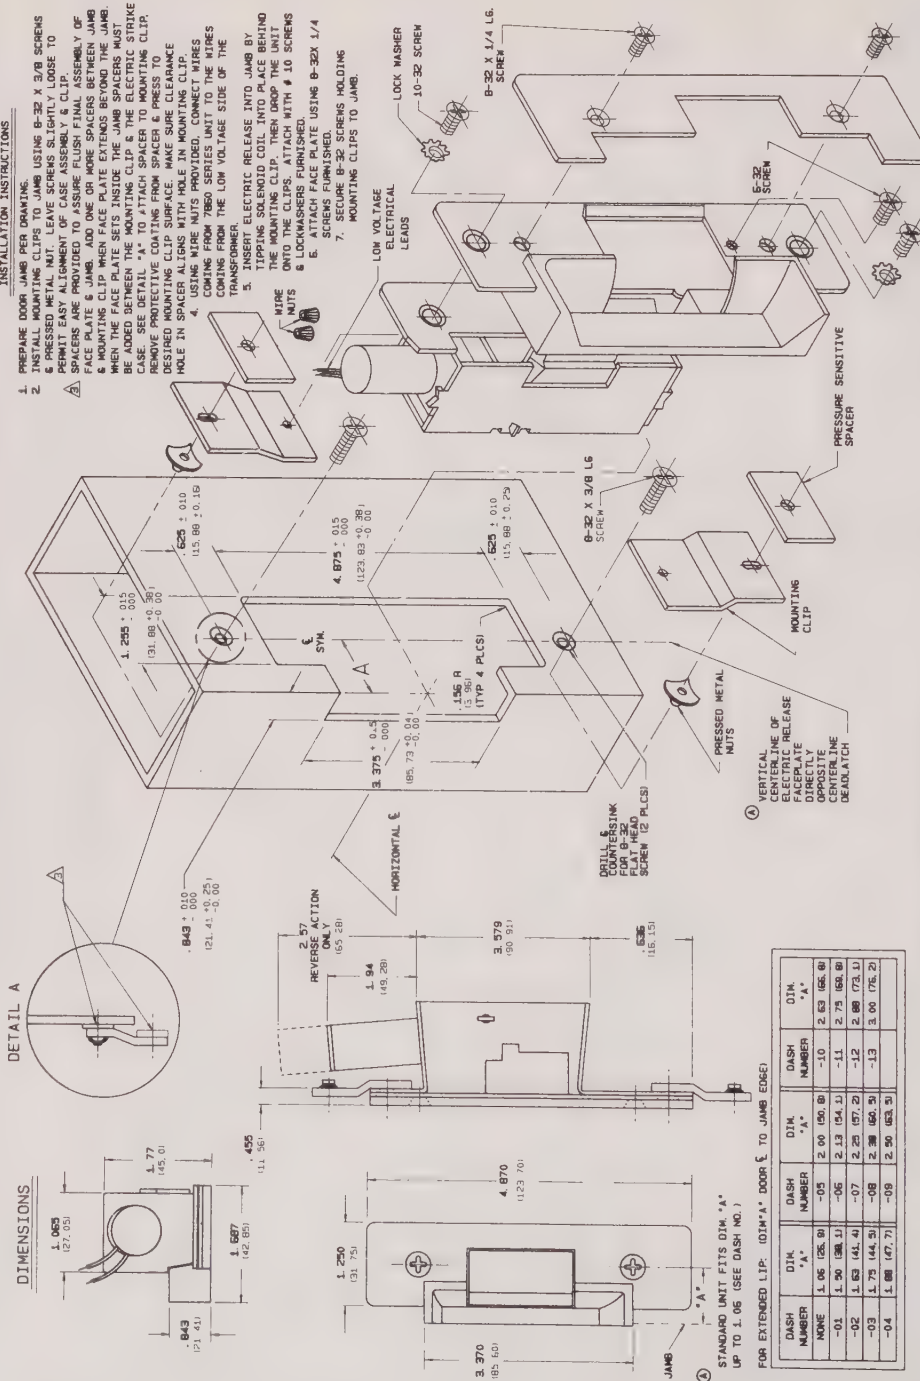 INSTALLATION INSTRUCTIONS
1. PREPARE DOOR JAMB PER DRAWING.
2 INSTALL MOUNTING CLIPS TO JAMB USING 8-32 X 3/8 SCREWS
& PRESSED METAL NUT. LEAVE SCREWS SLIGHTLY LOOSE TO
PERMIT EASY ALIGNMENT OF CASE ASSEMBLY & CLIP.
3 SPACERS ARE PROVIDED TO ASSURE FLUSH FINAL ASSEMBLY OF
FACE PLATE & JAMB. ADD ONE OR MORE SPACERS BETWEEN JAMB
& MOUNTING CLIP WHEN FACE PLATE EXTENDS BEYOND THE JAMB.
WHEN THE FACE PLATE SETS INSIDE THE JAMB SPACERS MUST
BE ADDED BETWEEN THE MOUNTING CLIP & THE ELECTRIC STRIKE
CASE. SEE DETAIL "A" TO ATTACH SPACER TO MOUNTING CLIP,
REMOVE PROTECTIVE COATING FROM SPACER & PRESS TO
DESIRED MOUNTING CLIP SURFACE. MAKE SURE CLEARANCE
HOLE IN SPACER ALIGNS WITH HOLE IN MOUNTING CLIP.
4. USING WIRE NUTS PROVIDED, CONNECT WIRES
COMING FROM 7860 SERIES UNIT TO THE WIRES
COMING FROM THE LOW VOLTAGE SIDE OF THE
TRANSFORMER.
5. INSERT ELECTRIC RELEASE INTO JAMB BY
TIPPING SOLENOID COIL INTO PLACE BEHIND
THE MOUNTING CLIP, THEN DROP THE UNIT
ONTO THE CLIPS. ATTACH WITH # 10 SCREWS
& LOCKWASHERS FURNISHED.
6. ATTACH FACE PLATE USING 8-32X 1/4
SCREWS FURNISHED.
7. SECURE 8-32 SCREWS HOLDING
MOUNTING CLIPS TO JAMB.
WIRE
NUTS
LOW VOLTAGE
ELECTRICAL
LEADS
LOCK WASHER
10-32 SCREW
8-32 X 1/4 LG.
SCREW
6-32
SCREW
PRESSURE SENSITIVE
SPACER
8-32 X 3/8 LG
SCREW
MOUNTING
CLIP
PRESSED METAL
NUTS
A VERTICAL
CENTERLINE OF
ELECTRIC RELEASE
FACEPLATE
DIRECTLY
OPPOSITE
CENTERLINE
DEADLATCH
1.255 + .015 - .000
(31.88 +0.38 -0.00)
.625 ± .010
(15.88 ± 0.16)
4.875 + .015 - .000
(123.83 +0.38 -0.00)
.625 ± .010
(15.88 ± 0.25)
℄
SYM.
A
.156 R
(3.96)
(TYP 4 PLCS)
3.375 + .015 - .000
(85.73 +0.04 -0.00)
HORIZONTAL ℄
DRILL &
COUNTERSINK
FOR 8-32
FLAT HEAD
SCREW (2 PLCS)
.843 + .010 - .000
(21.41 +0.25 -0.00)
DETAIL A
3
2.57
REVERSE ACTION
ONLY
(65.28)
1.94
(49.28)
3.579
(90.91)
.636
(16.15)
.455
(11.56)
DIMENSIONS
1.065
(27.05)
1.77
(45.0)
.843
(21.41)
1.687
(42.85)
1.250
(31.75)
4.870
(123.70)
3.370
(85.60)
JAMB
"A"
A STANDARD UNIT FITS DIM. "A"
UP TO 1.06 (SEE DASH NO.)
FOR EXTENDED LIP: (DIM"A" DOOR ℄ TO JAMB EDGE)
DASH NUMBER DIM. "A" DASH NUMBER DIM. "A" DASH NUMBER DIM. "A"
NONE 1.06 (26.9) -05 2.00 (50.8) -10 2.63 (66.8)
-01 1.50 (38.1) -06 2.13 (54.1) -11 2.75 (69.8)
-02 1.63 (41.4) -07 2.25 (57.2) -12 2.88 (73.1)
-03 1.75 (44.5) -08 2.38 (60.5) -13 3.00 (76.2)
-04 1.88 (47.7) -09 2.50 (63.5)